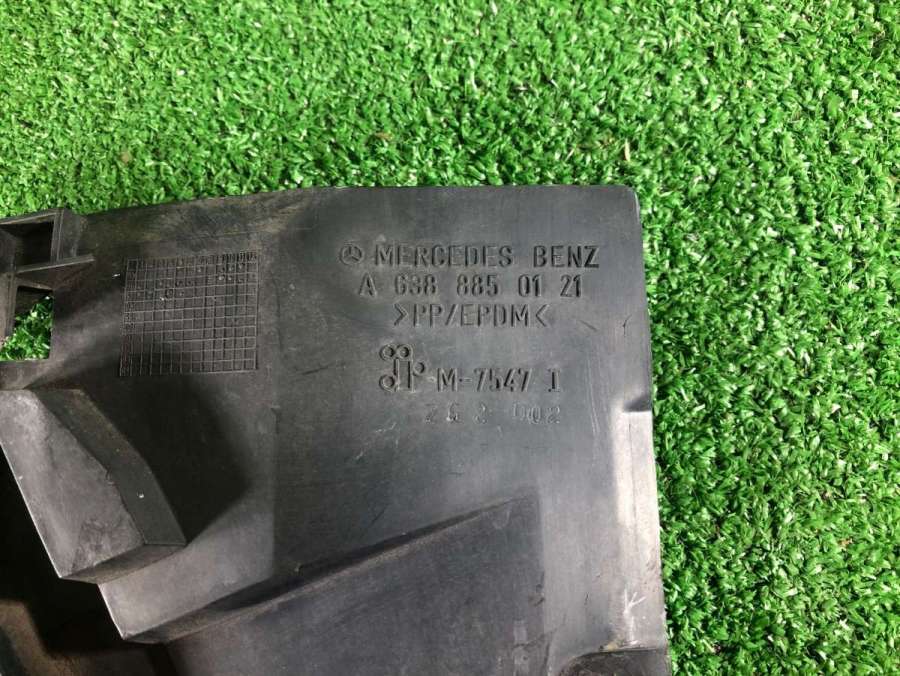 MERCEDES BENZ
A 638 885 01 21
>PP/EPDM<
M-7547 I